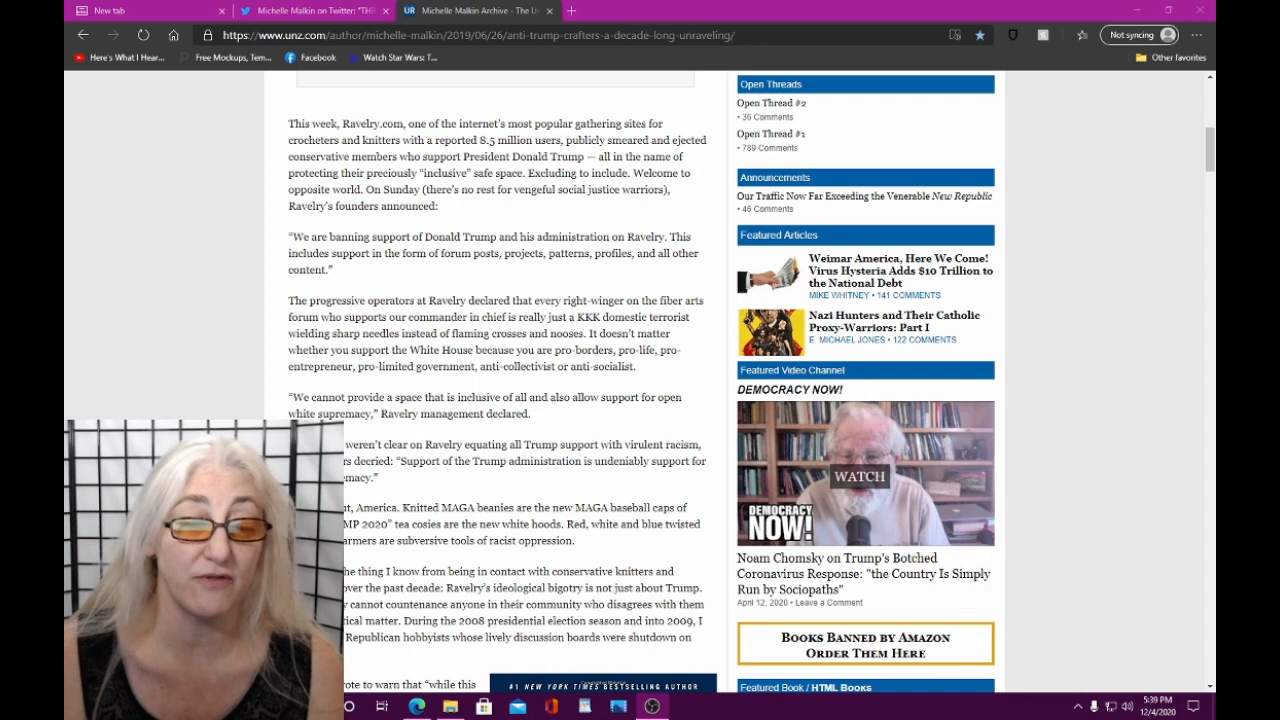 New tab
Michelle Malkin on Twitter: "THR
Michelle Malkin Archive - The U
https://www.unz.com/author/michelle-malkin/2019/06/26/anti-trump-crafters-a-decade-long-unraveling/
Not syncing
Here's What I Hear...
Free Mockups, Tem...
Facebook
Watch Star Wars: T...
Other favorites
This week, Ravelry.com, one of the internet's most popular gathering sites for
crocheters and knitters with a reported 8.5 million users, publicly smeared and ejected
conservative members who support President Donald Trump — all in the name of
protecting their preciously “inclusive” safe space. Excluding to include. Welcome to
opposite world. On Sunday (there's no rest for vengeful social justice warriors),
Ravelry's founders announced:
“We are banning support of Donald Trump and his administration on Ravelry. This
includes support in the form of forum posts, projects, patterns, profiles, and all other
content.”
The progressive operators at Ravelry declared that every right-winger on the fiber arts
forum who supports our commander in chief is really just a KKK domestic terrorist
wielding sharp needles instead of flaming crosses and nooses. It doesn't matter
whether you support the White House because you are pro-borders, pro-life, pro-
entrepreneur, pro-limited government, anti-collectivist or anti-socialist.
“We cannot provide a space that is inclusive of all and also allow support for open
white supremacy,” Ravelry management declared.
weren't clear on Ravelry equating all Trump support with virulent racism,
rs decried: “Support of the Trump administration is undeniably support for
macy.”
t, America. Knitted MAGA beanies are the new MAGA baseball caps of
MP 2020” tea cosies are the new white hoods. Red, white and blue twisted
armers are subversive tools of racist oppression.
he thing I know from being in contact with conservative knitters and
over the past decade: Ravelry's ideological bigotry is not just about Trump.
y cannot countenance anyone in their community who disagrees with them
tical matter. During the 2008 presidential election season and into 2009, I
Republican hobbyists whose lively discussion boards were shutdown on
rote to warn that “while this
#1 NEW YORK TIMES BESTSELLING AUTHOR
Open Threads
Open Thread #2
• 36 Comments
Open Thread #1
• 789 Comments
Announcements
Our Traffic Now Far Exceeding the Venerable New Republic
• 46 Comments
Featured Articles
Weimar America, Here We Come!
Virus Hysteria Adds $10 Trillion to
the National Debt
MIKE WHITNEY • 141 COMMENTS
Nazi Hunters and Their Catholic
Proxy-Warriors: Part I
E. MICHAEL JONES • 122 COMMENTS
Featured Video Channel
DEMOCRACY NOW!
WATCH
DEMOCRACY
NOW!
Noam Chomsky on Trump's Botched
Coronavirus Response: "the Country Is Simply
Run by Sociopaths"
April 12, 2020 • Leave a Comment
BOOKS BANNED BY AMAZON
ORDER THEM HERE
Featured Book / HTML Books
5:39 PM
12/4/2020